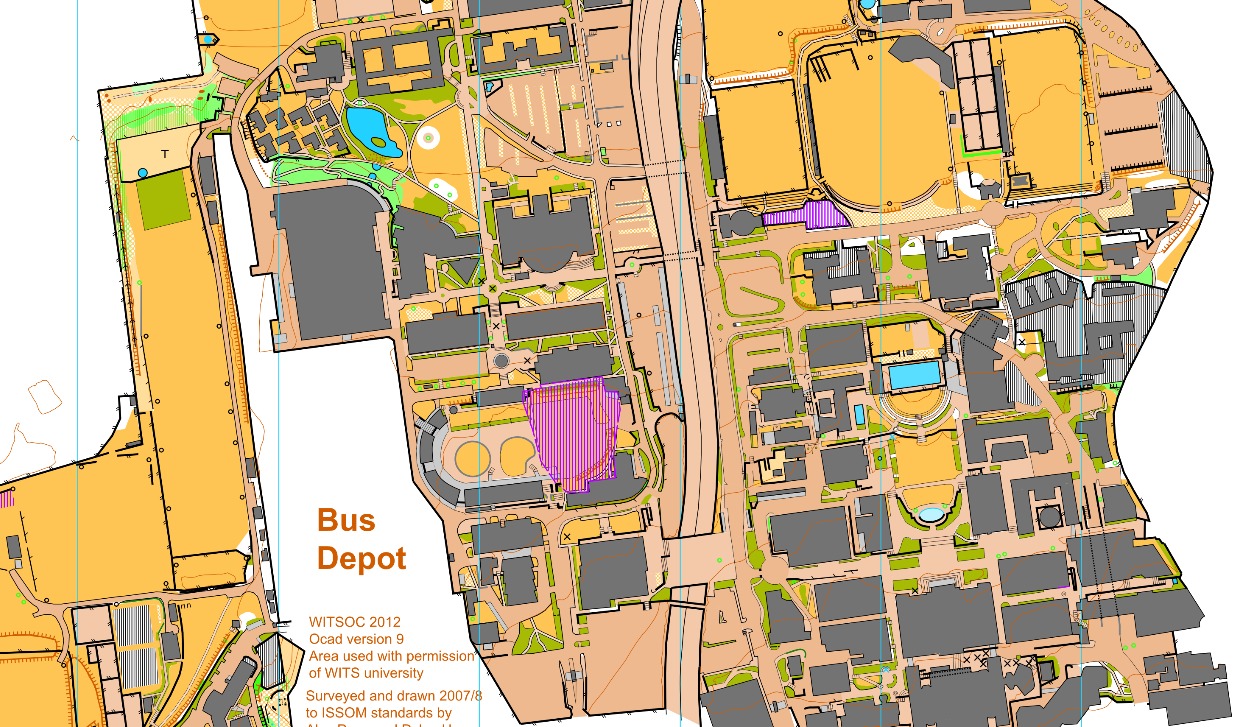 T
Bus
Depot
WITSOC 2012
Ocad version 9
Area used with permission
of WITS university
Surveyed and drawn 2007/8
to ISSOM standards by